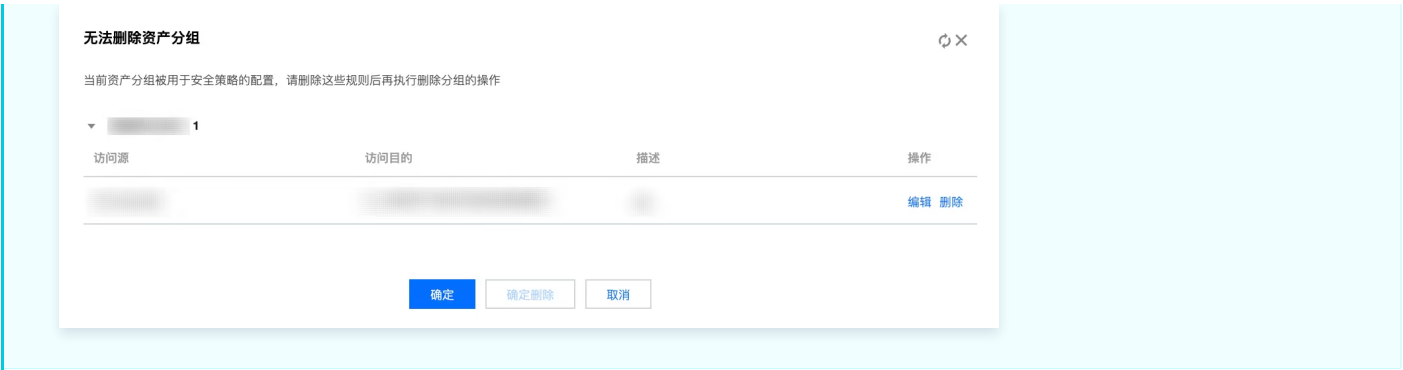 无法删除资产分组
当前资产分组被用于安全策略的配置，请删除这些规则后再执行删除分组的操作
1
访问源 访问目的 描述 操作
编辑 删除
确定 确定删除 取消